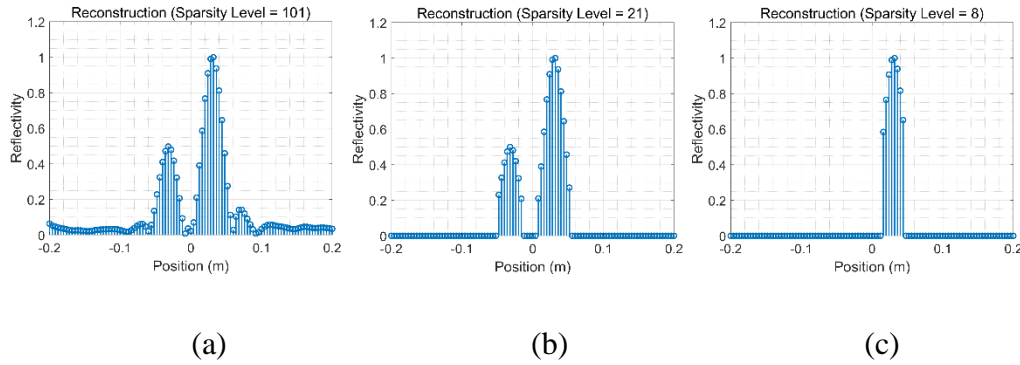 Reconstruction (Sparsity Level = 101)
1.2
1
0.8
0.6
0.4
0.2
0
Reflectivity
-0.2 -0.1 0 0.1 0.2
Position (m)
(a)
Reconstruction (Sparsity Level = 21)
1.2
1
0.8
0.6
0.4
0.2
0
Reflectivity
-0.2 -0.1 0 0.1 0.2
Position (m)
(b)
Reconstruction (Sparsity Level = 8)
1.2
1
0.8
0.6
0.4
0.2
0
Reflectivity
-0.2 -0.1 0 0.1 0.2
Position (m)
(c)